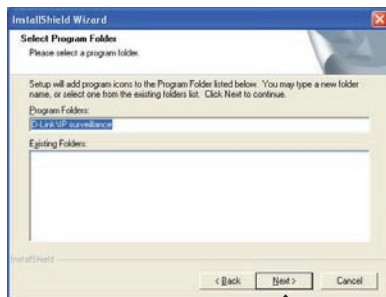 InstallShield Wizard
Select Program Folder
Please select a program folder.
Setup will add program icons to the Program Folder listed below. You may type a new folder
name, or select one from the existing folders list. Click Next to continue.
Program Folders:
D-Link\IP surveillance
Existing Folders:
InstallShield
< Back Next > Cancel